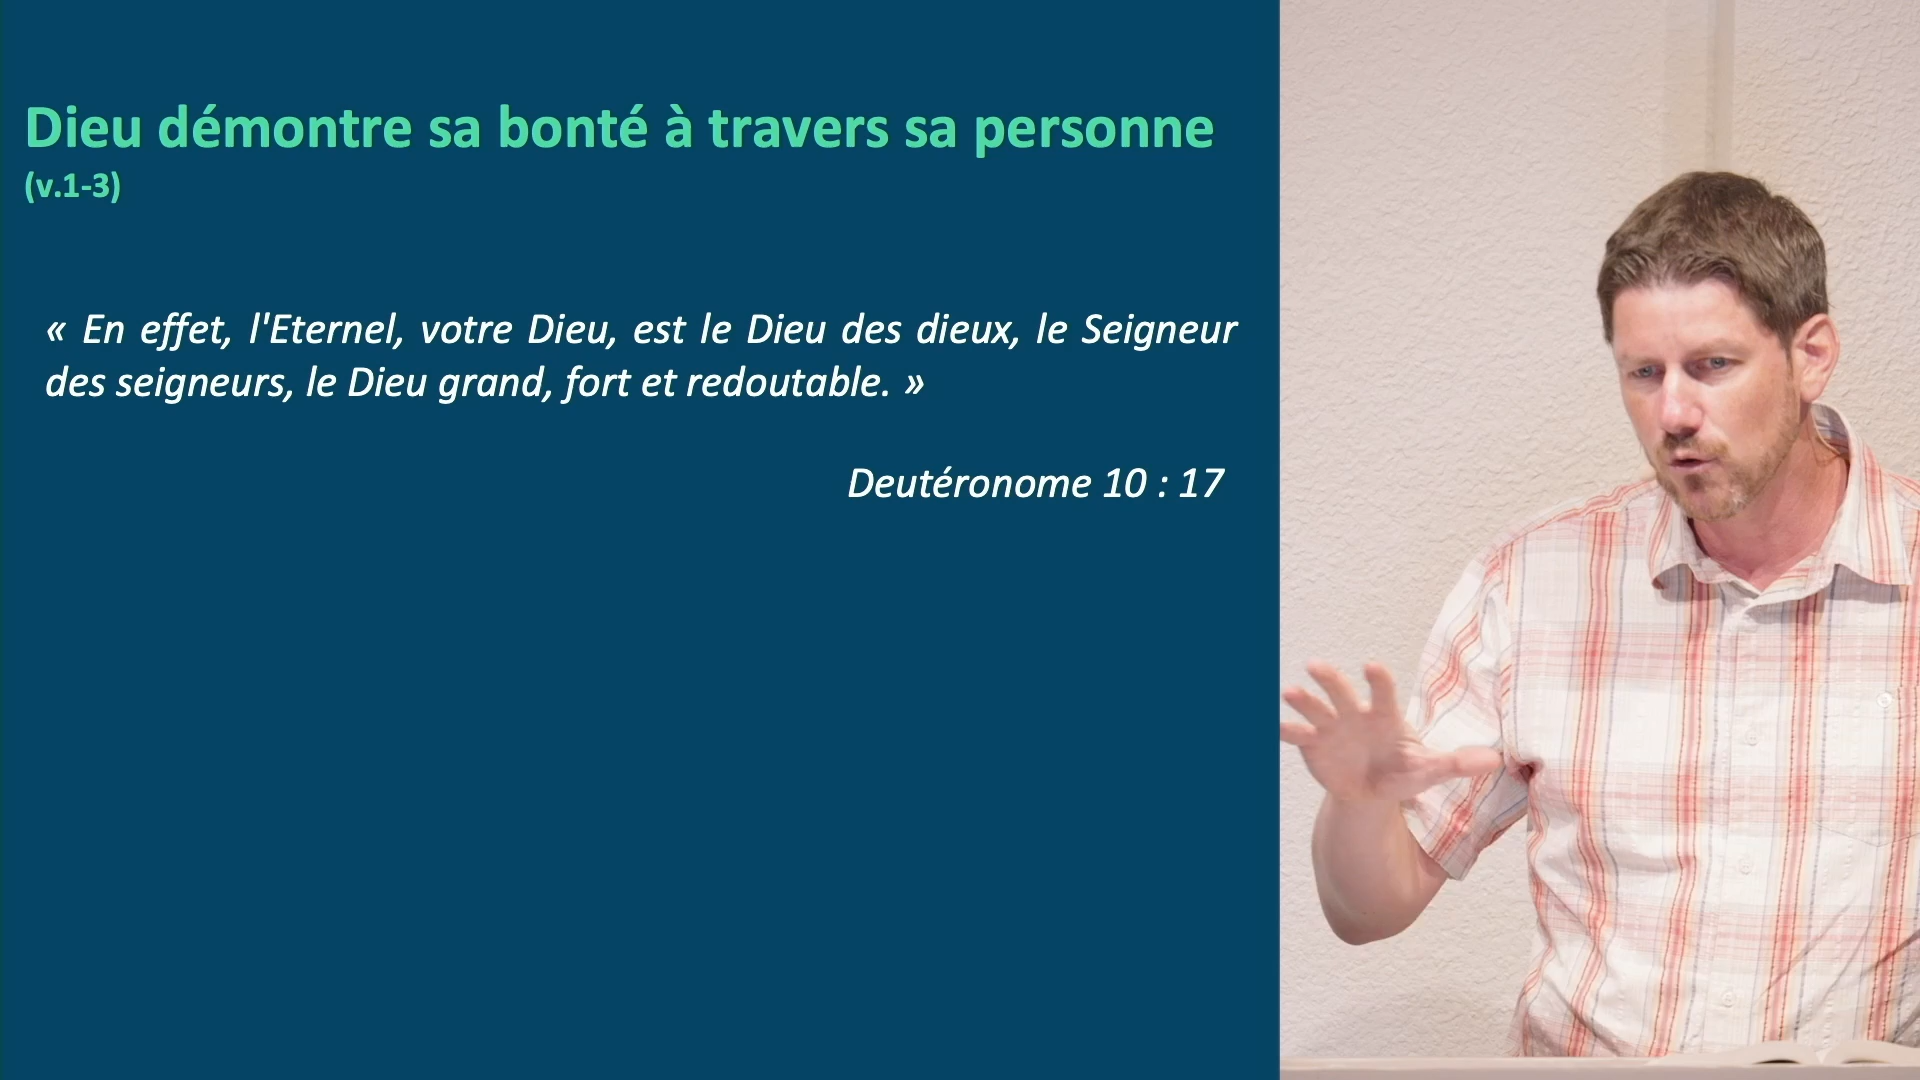 Dieu démontre sa bonté à travers sa personne
(v.1-3)
« En effet, l'Eternel, votre Dieu, est le Dieu des dieux, le Seigneur
des seigneurs, le Dieu grand, fort et redoutable. »
Deutéronome 10 : 17